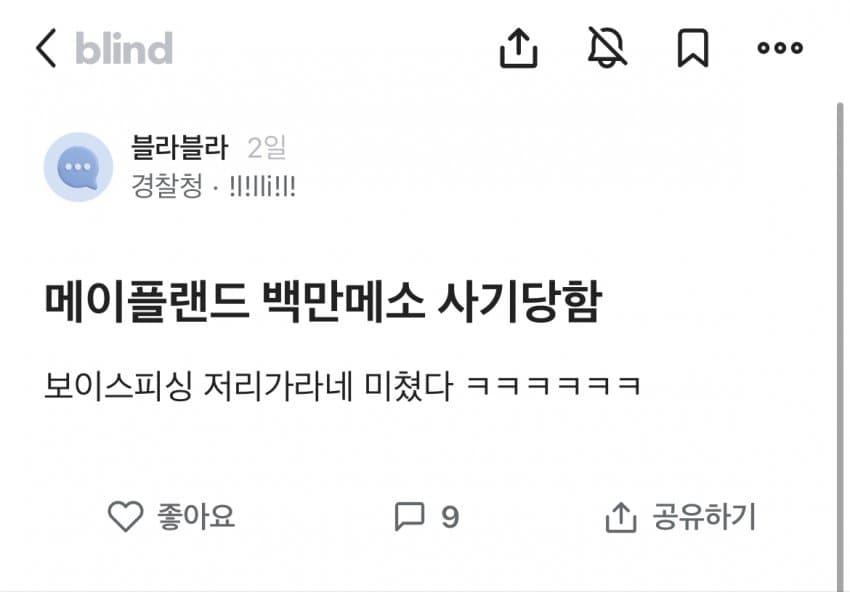 blind
블라블라 2일
경찰청 · !l!lli!l!
메이플랜드 백만메소 사기당함
보이스피싱 저리가라네 미쳤다 ㅋㅋㅋㅋㅋㅋ
좋아요 9 공유하기